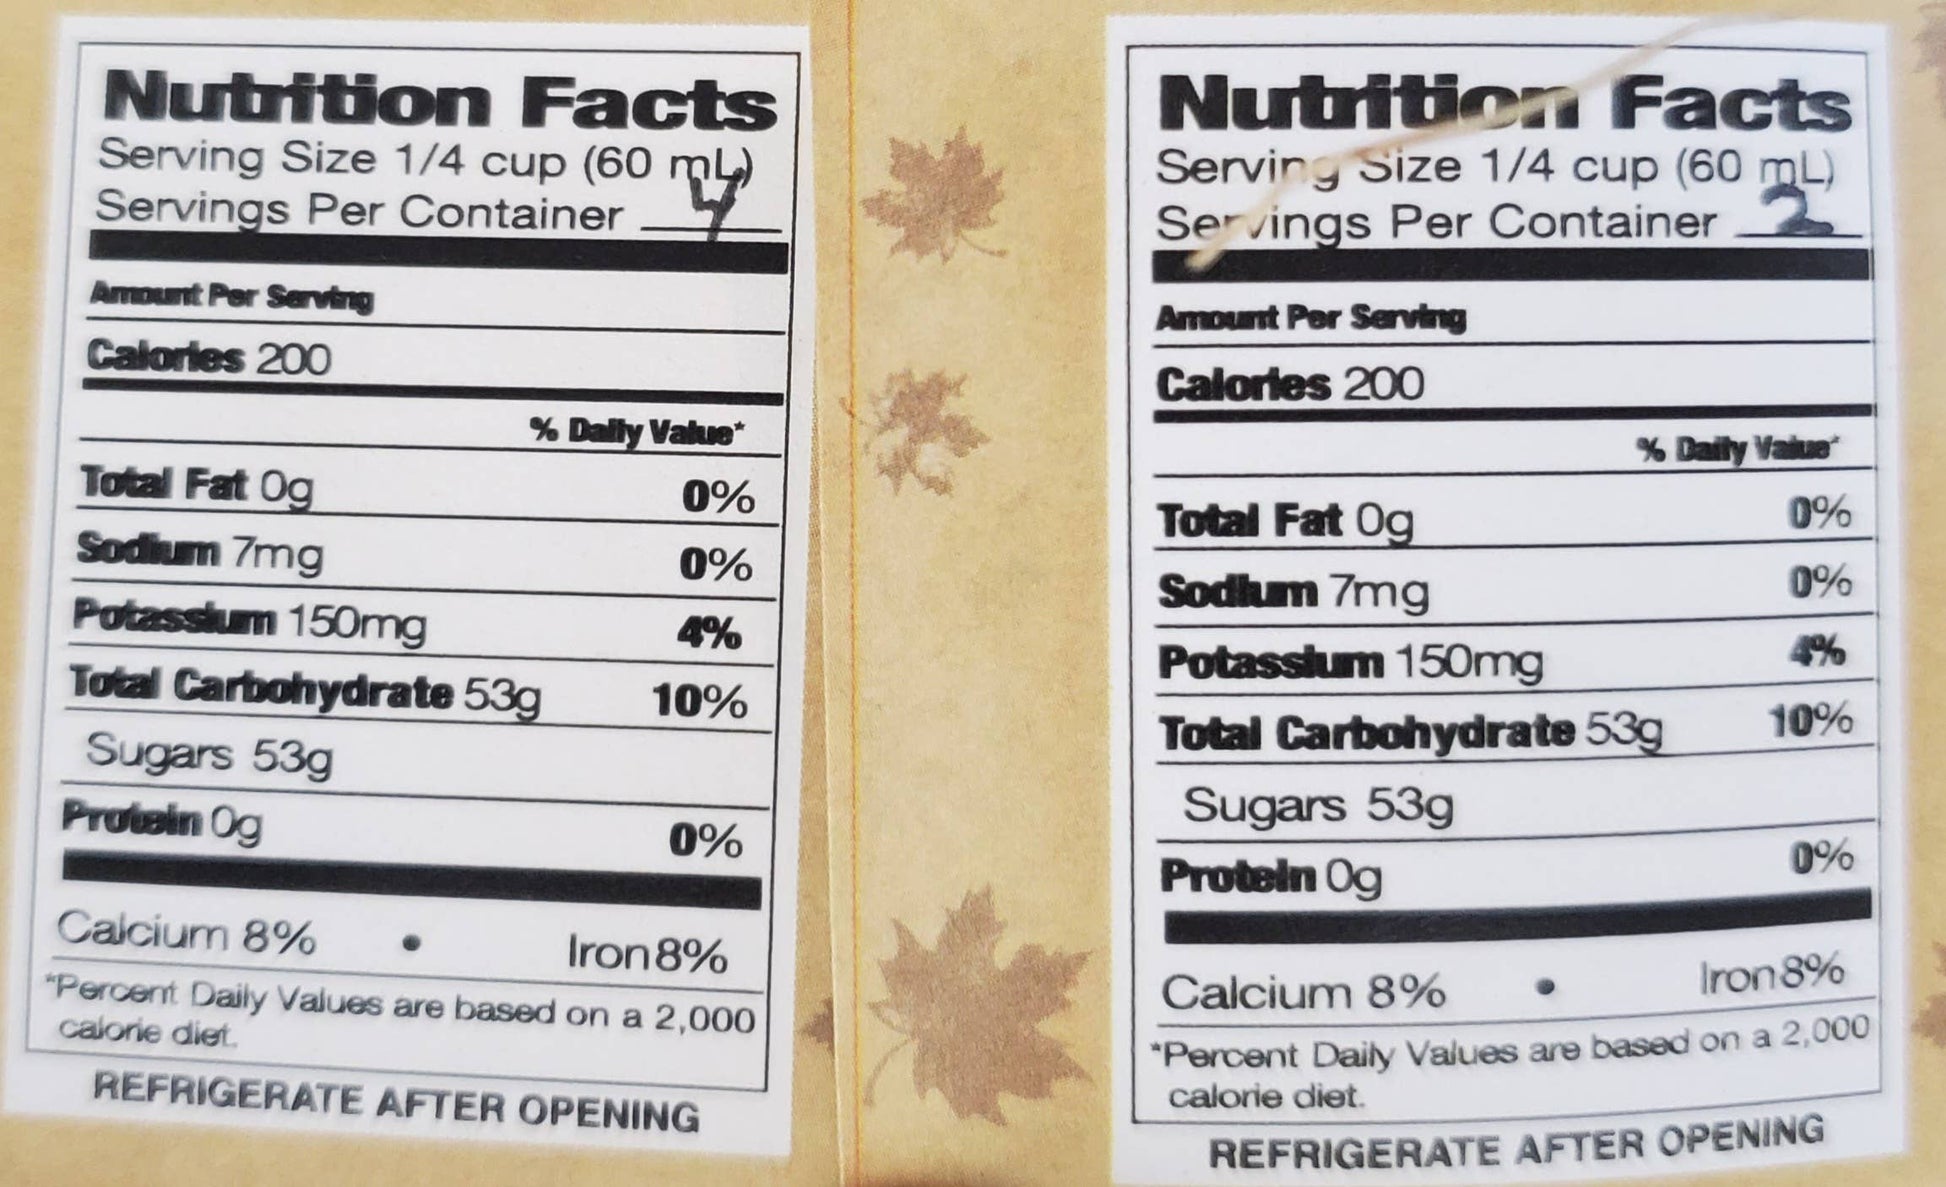 Nutrition Facts
Serving Size 1/4 cup (60 mL)
Servings Per Container 4
Amount Per Serving
Calories 200
% Daily Value*
Total Fat 0g 0%
Sodium 7mg 0%
Potassium 150mg 4%
Total Carbohydrate 53g 10%
Sugars 53g
Protein 0g 0%
Calcium 8% • Iron 8%
*Percent Daily Values are based on a 2,000
calorie diet.
REFRIGERATE AFTER OPENING
Nutrition Facts
Serving Size 1/4 cup (60 mL)
Servings Per Container 2
Amount Per Serving
Calories 200
% Daily Value*
Total Fat 0g 0%
Sodium 7mg 0%
Potassium 150mg 4%
Total Carbohydrate 53g 10%
Sugars 53g
Protein 0g 0%
Calcium 8% • Iron 8%
*Percent Daily Values are based on a 2,000
calorie diet.
REFRIGERATE AFTER OPENING